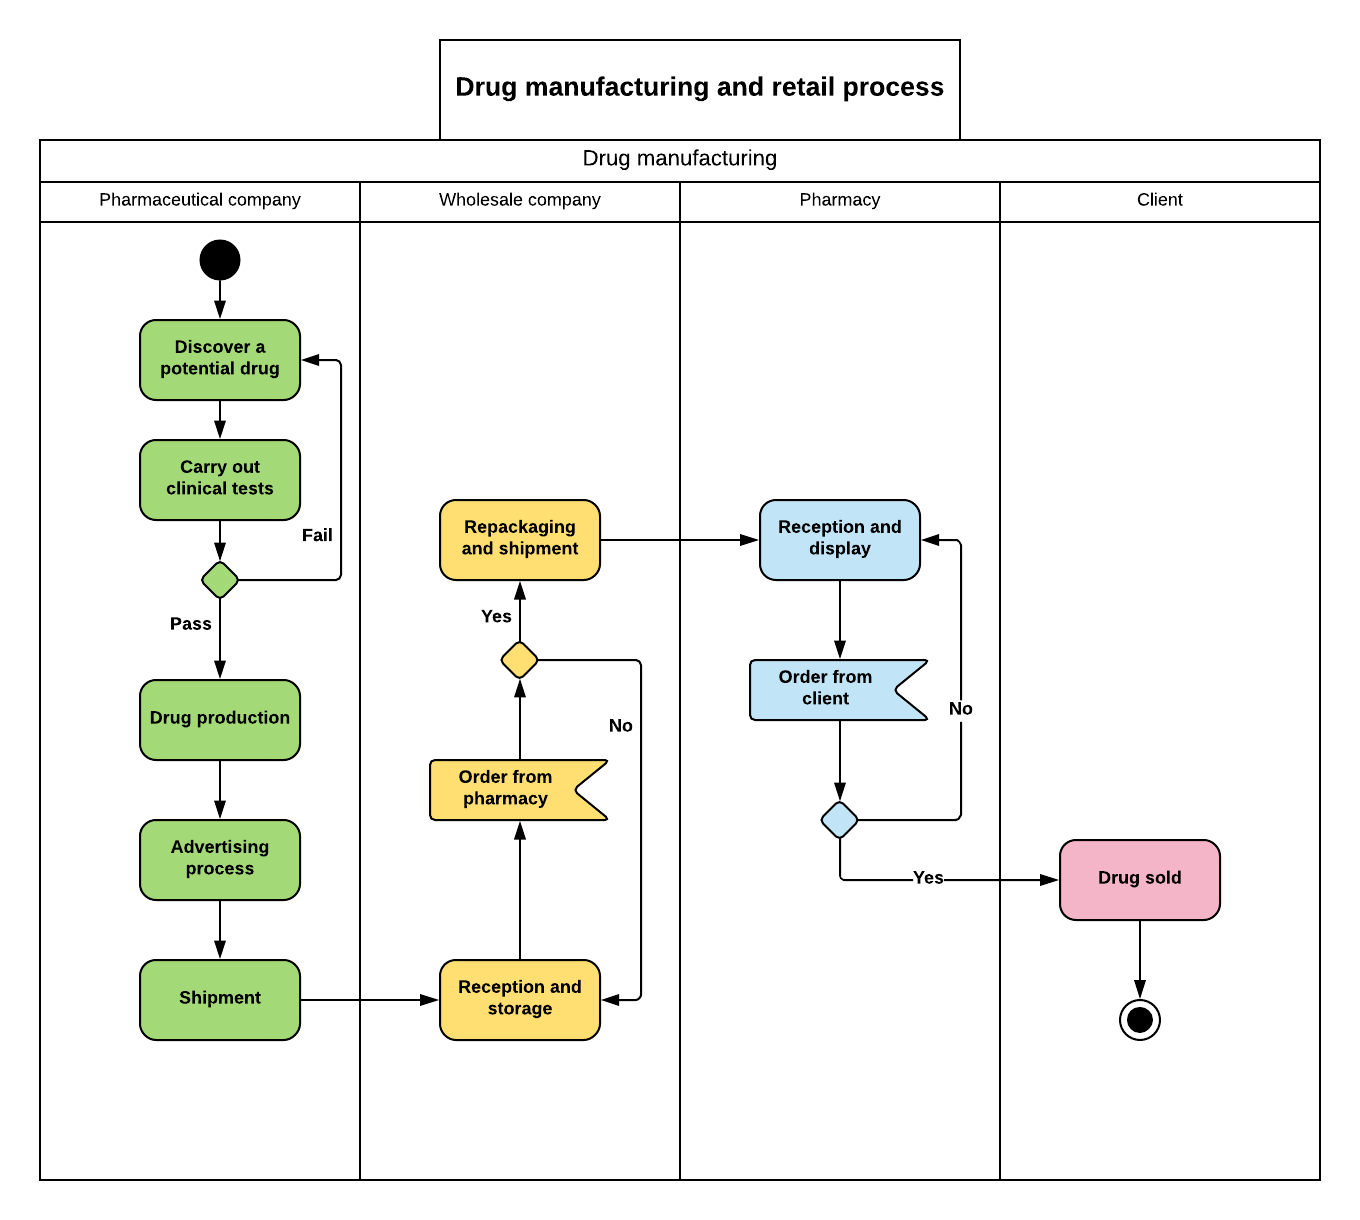 Drug manufacturing and retail process
Drug manufacturing
Pharmaceutical company
Wholesale company
Pharmacy
Client
Discover a
potential drug
Carry out
clinical tests
Fail
Pass
Drug production
Advertising
process
Shipment
Repackaging
and shipment
Yes
No
Order from
pharmacy
Reception and
storage
Reception and
display
Order from
client
No
Yes
Drug sold